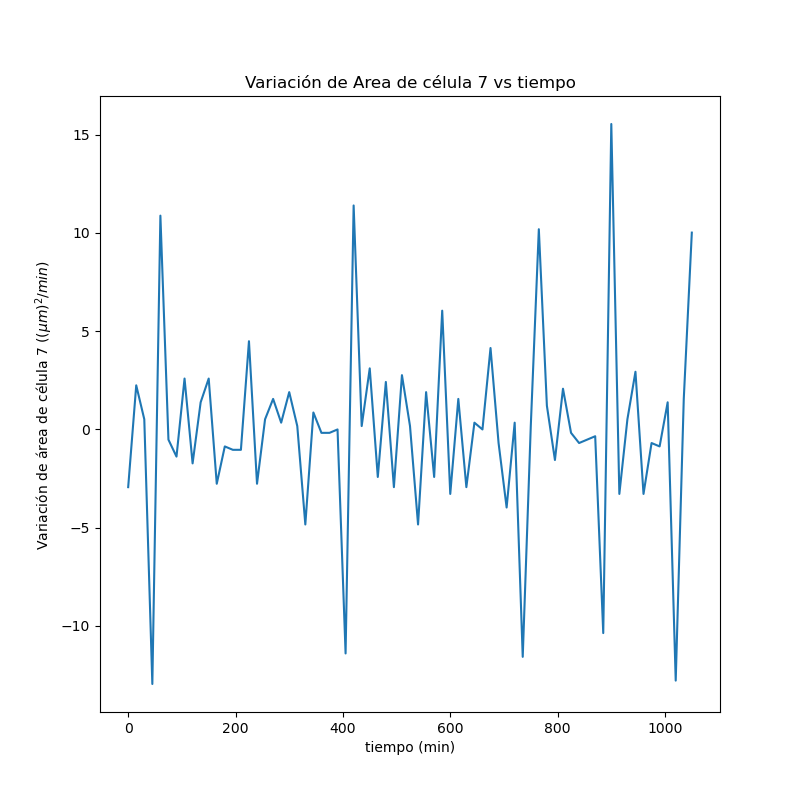 Variación de Area de célula 7 vs tiempo
Variación de área de célula 7 ((μm)²/min)
15
10
5
0
−5
−10
0 200 400 600 800 1000
tiempo (min)